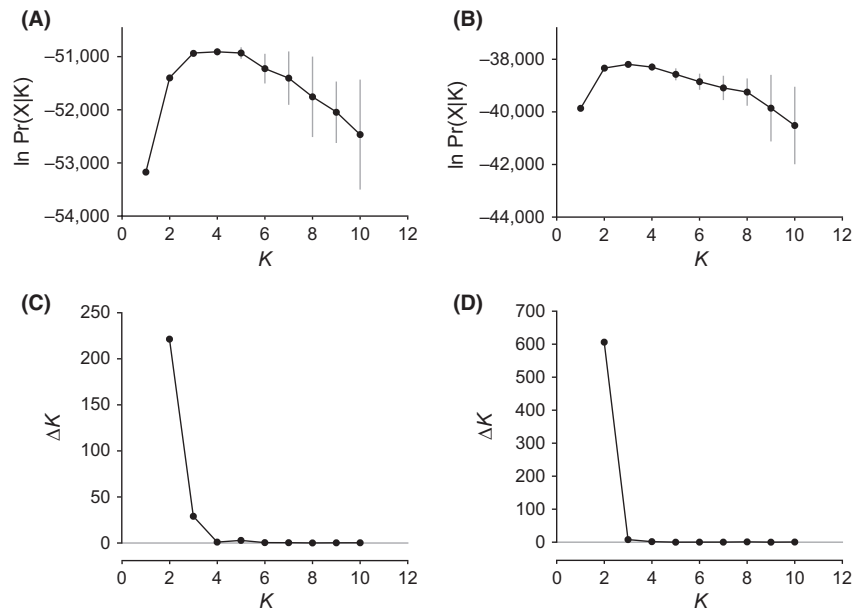 (A)
–51,000
–52,000
–53,000
–54,000
ln Pr(X|K)
0 2 4 6 8 10 12
K
(B)
–38,000
–40,000
–42,000
–44,000
ln Pr(X|K)
0 2 4 6 8 10 12
K
(C)
250
200
150
100
50
0
ΔK
0 2 4 6 8 10 12
K
(D)
700
600
500
400
300
200
100
0
ΔK
0 2 4 6 8 10 12
K